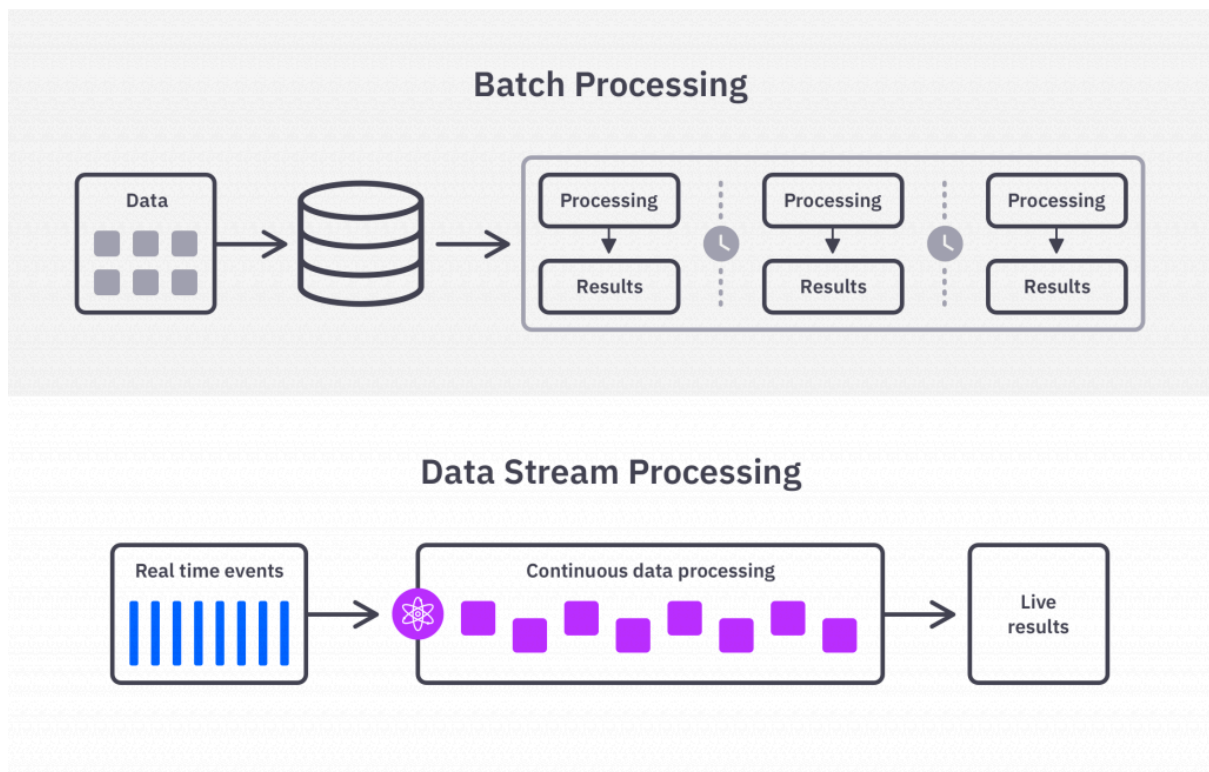 Batch Processing
Data
Processing
Processing
Processing
Results
Results
Results
Data Stream Processing
Real time events
Continuous data processing
Live
results